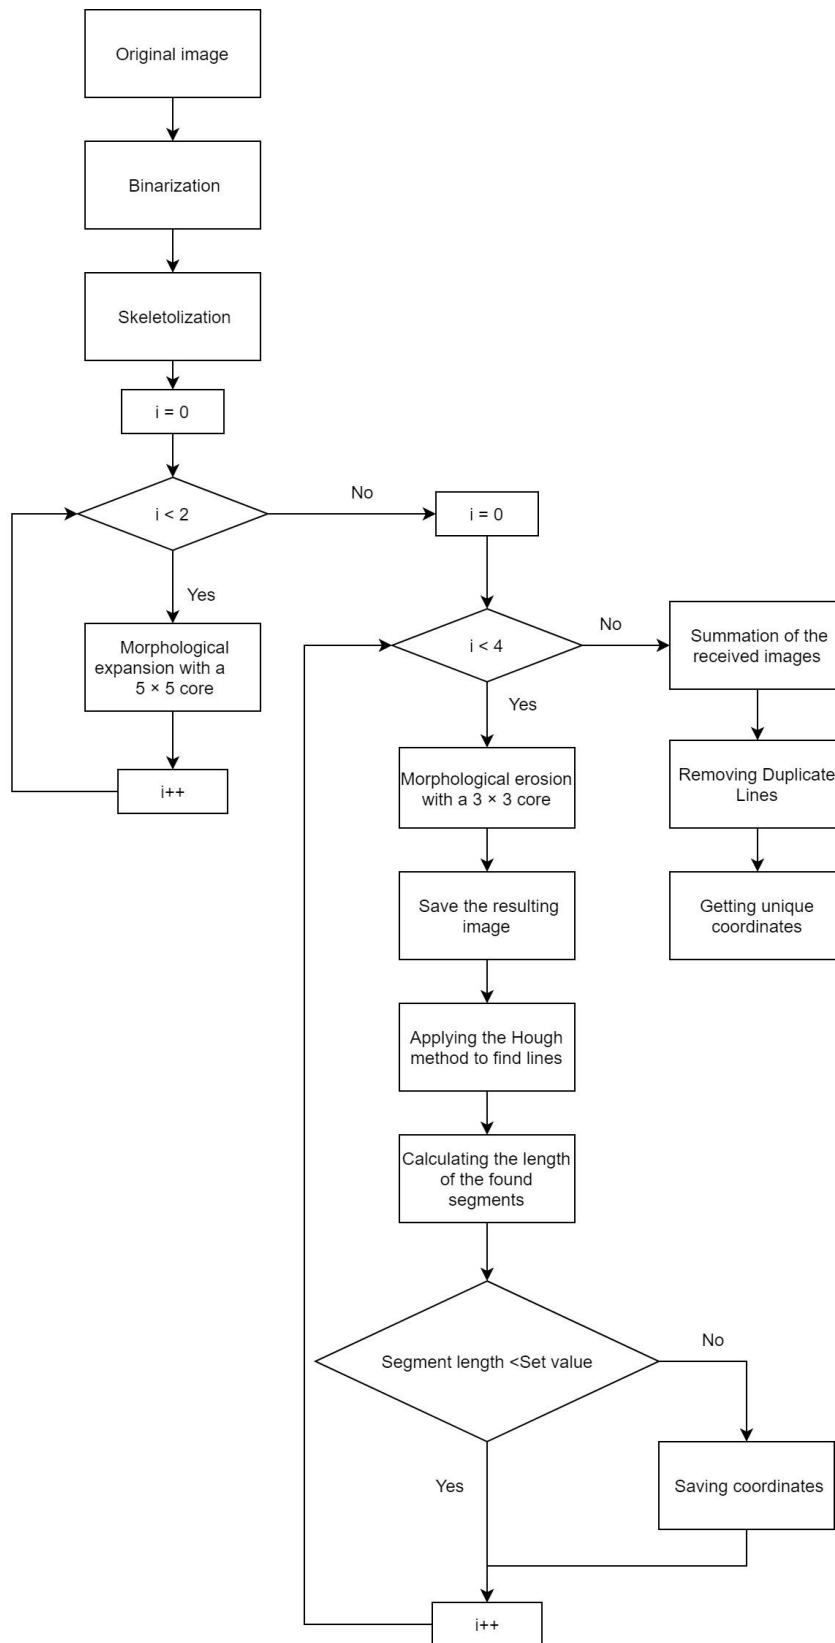 Original image
Binarization
Skeletolization
i = 0
i < 2
No
Yes
Morphological
expansion with a
5 × 5 core
i++
i = 0
i < 4
No
Yes
Summation of the
received images
Removing Duplicate
Lines
Getting unique
coordinates
Morphological erosion
with a 3 × 3 core
Save the resulting
image
Applying the Hough
method to find lines
Calculating the length
of the found
segments
Segment length <Set value
No
Yes
Saving coordinates
i++